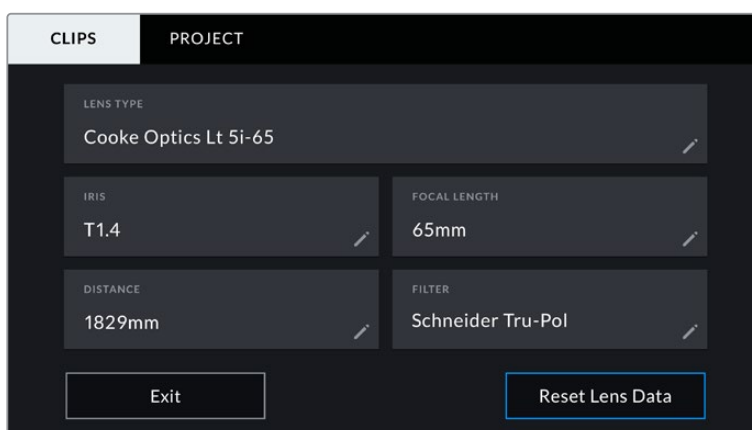 CLIPS PROJECT
LENS TYPE
Cooke Optics Lt 5i-65
IRIS FOCAL LENGTH
T1.4 65mm
DISTANCE FILTER
1829mm Schneider Tru-Pol
Exit Reset Lens Data